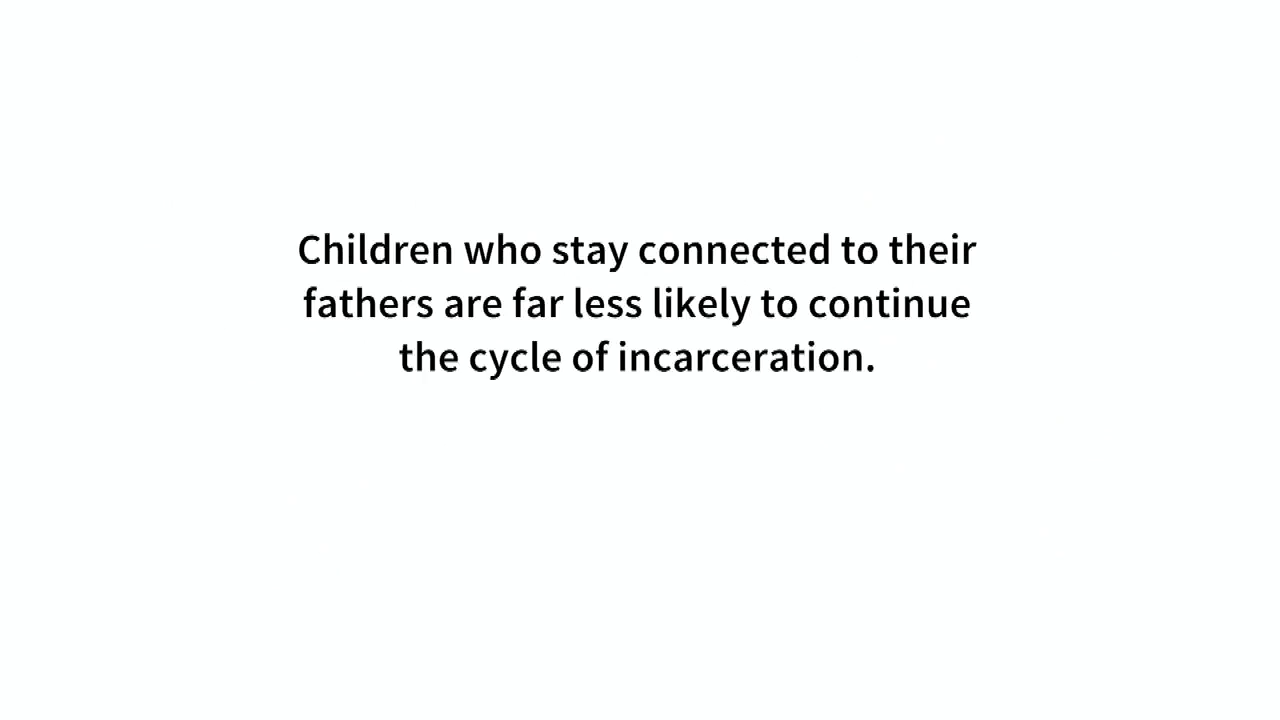 Children who stay connected to their
fathers are far less likely to continue
the cycle of incarceration.